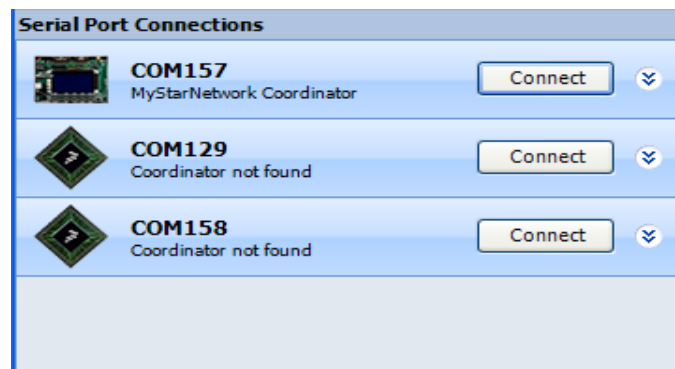 Serial Port Connections
COM157
MyStarNetwork Coordinator
Connect
COM129
Coordinator not found
Connect
COM158
Coordinator not found
Connect